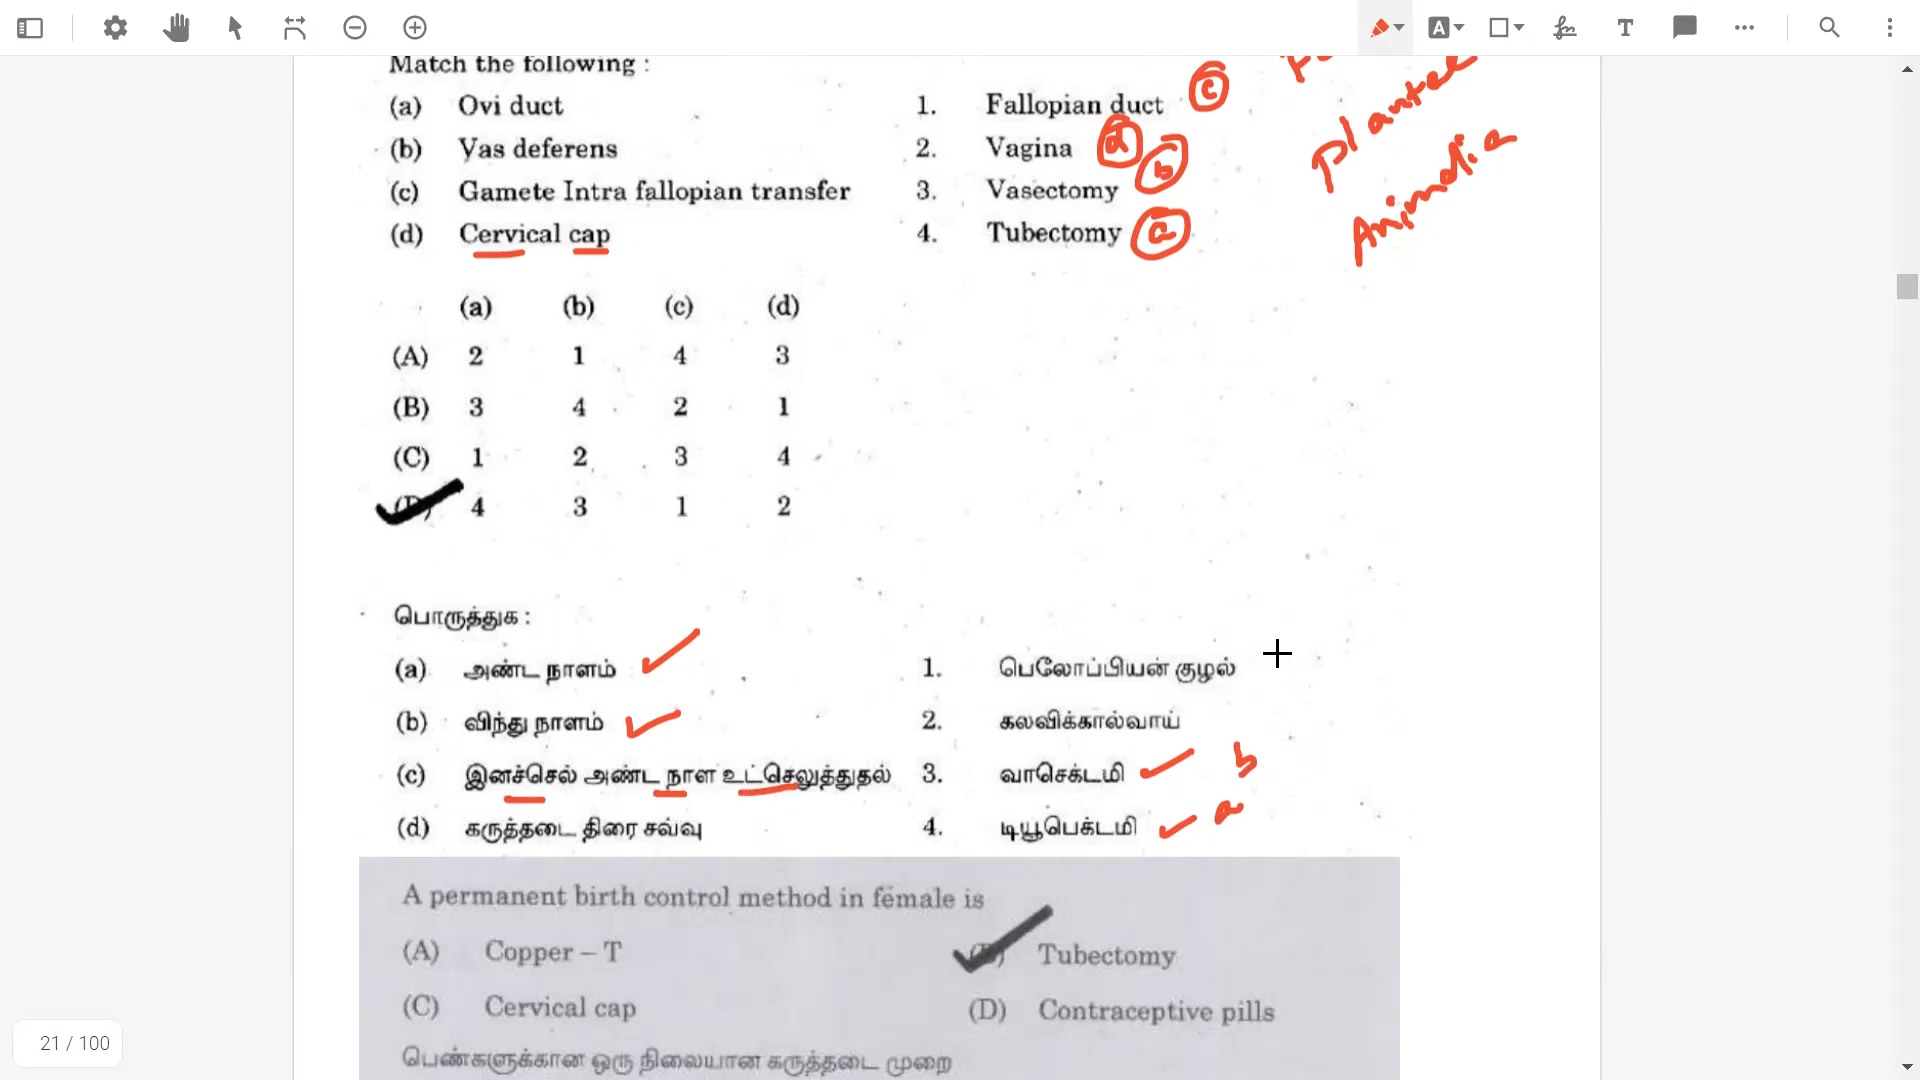 Match the following :
(a) Ovi duct 1. Fallopian duct c
(b) Vas deferens 2. Vagina d
(c) Gamete Intra fallopian transfer 3. Vasectomy b
(d) Cervical cap 4. Tubectomy a
Plantae
Animalia
(a) (b) (c) (d)
(A) 2 1 4 3
(B) 3 4 2 1
(C) 1 2 3 4
4 3 1 2
பொருத்துக :
(a) அண்ட நாளம் 1. பெலோப்பியன் குழல்
(b) விந்து நாளம் 2. கலவிக்கால்வாய்
(c) இனச்செல் அண்ட நாள உட்செலுத்துதல் 3. வாசெக்டமி b
(d) கருத்தடை திரை சவ்வு 4. டியூபெக்டமி a
A permanent birth control method in female is
(A) Copper – T Tubectomy
(C) Cervical cap (D) Contraceptive pills
பெண்களுக்கான ஒரு நிலையான கருத்தடை முறை
21 / 100